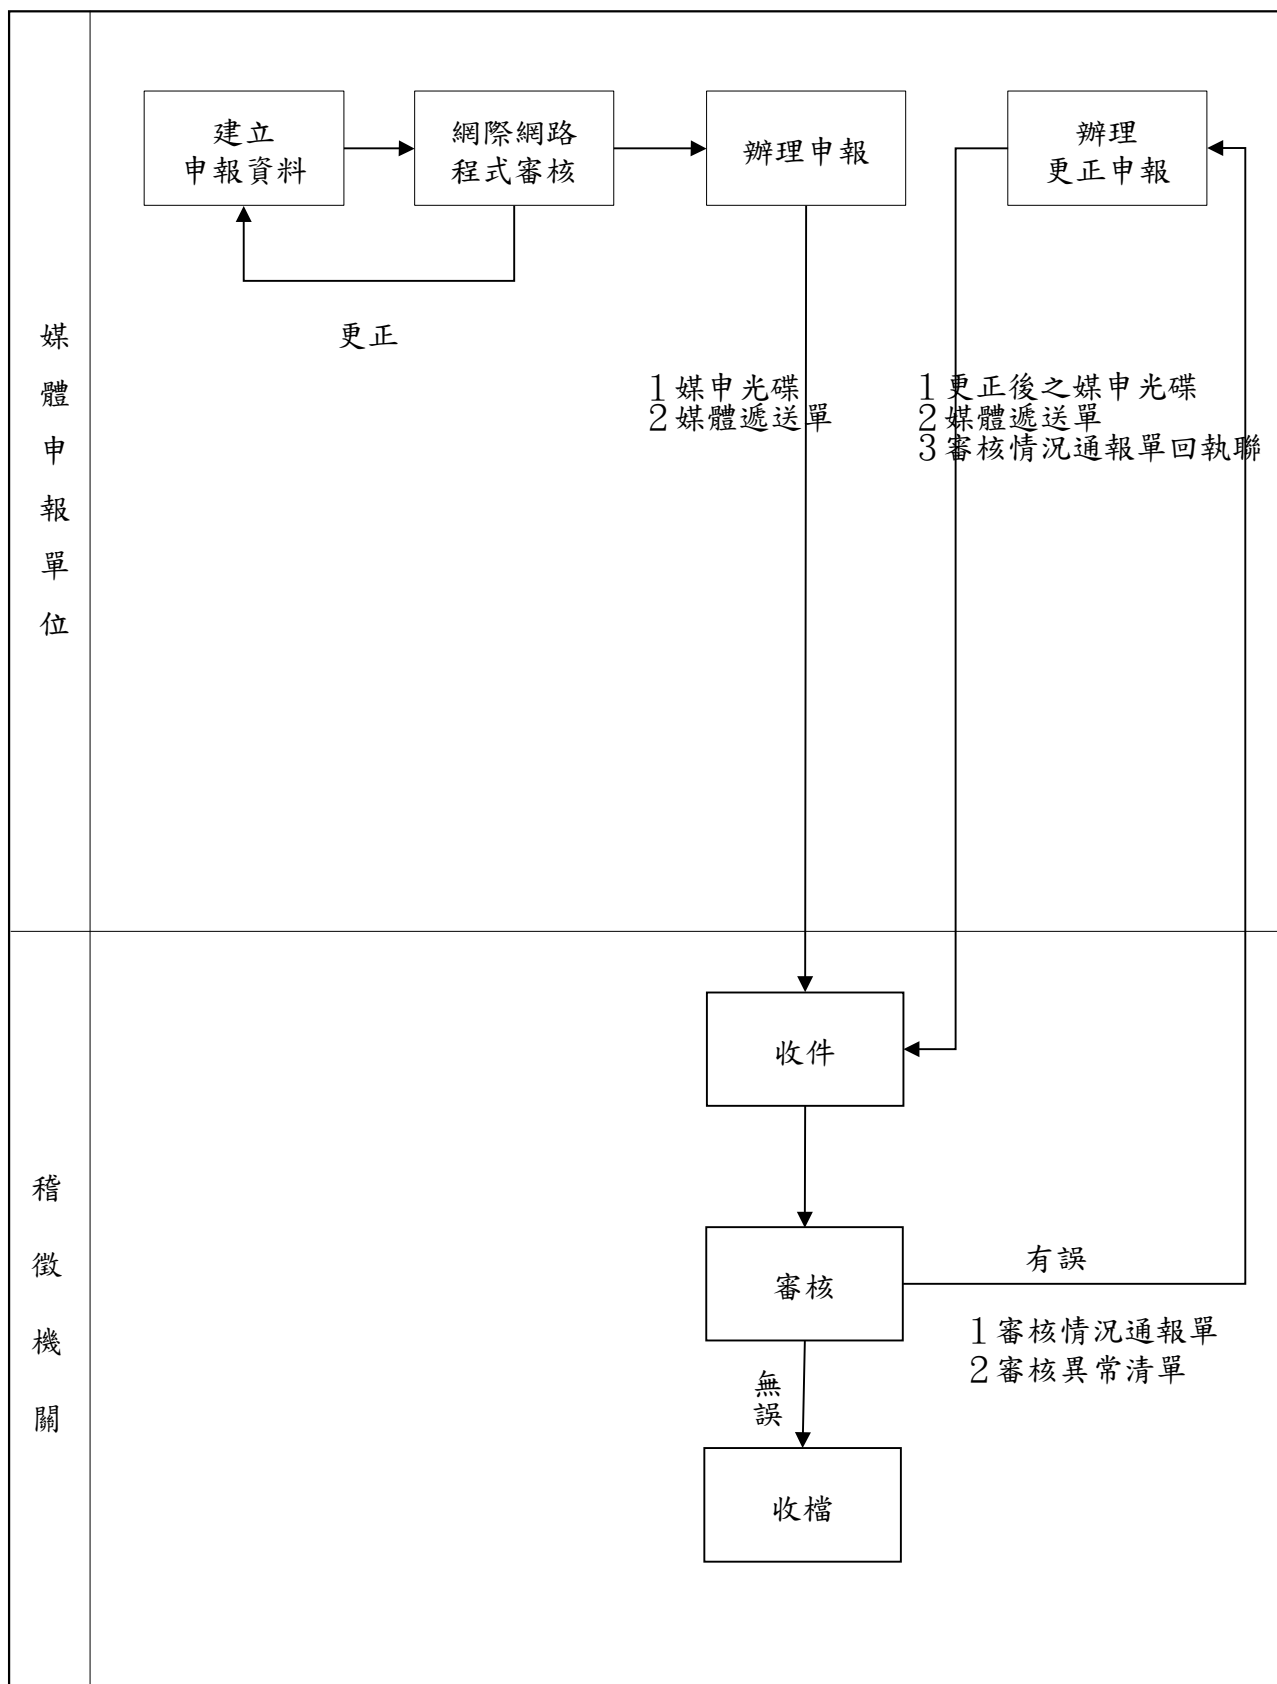 建立
申報資料
網際網路
程式審核
辦理申報
辦理
更正申報
更正
1媒申光碟
2媒體遞送單
1更正後之媒申光碟
2媒體遞送單
3審核情況通報單回執聯
媒
體
申
報
單
位
收件
審核
有誤
1審核情況通報單
2審核異常清單
無
誤
收檔
稽
徵
機
關